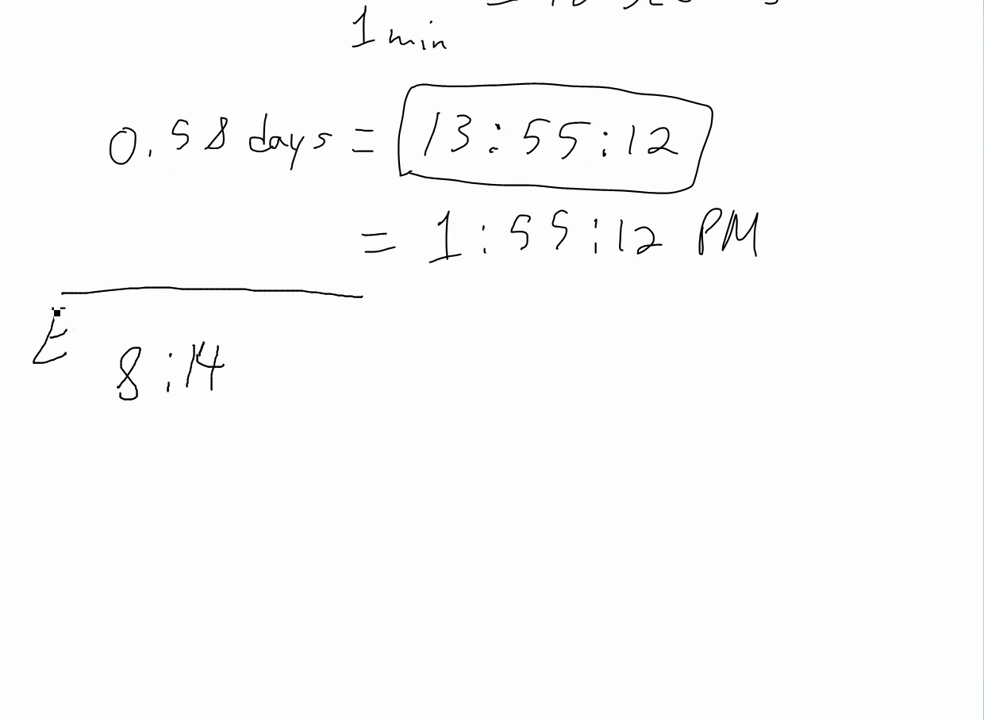 1 min
0.58 days = 13:55:12
= 1:55:12 PM
E 8:14